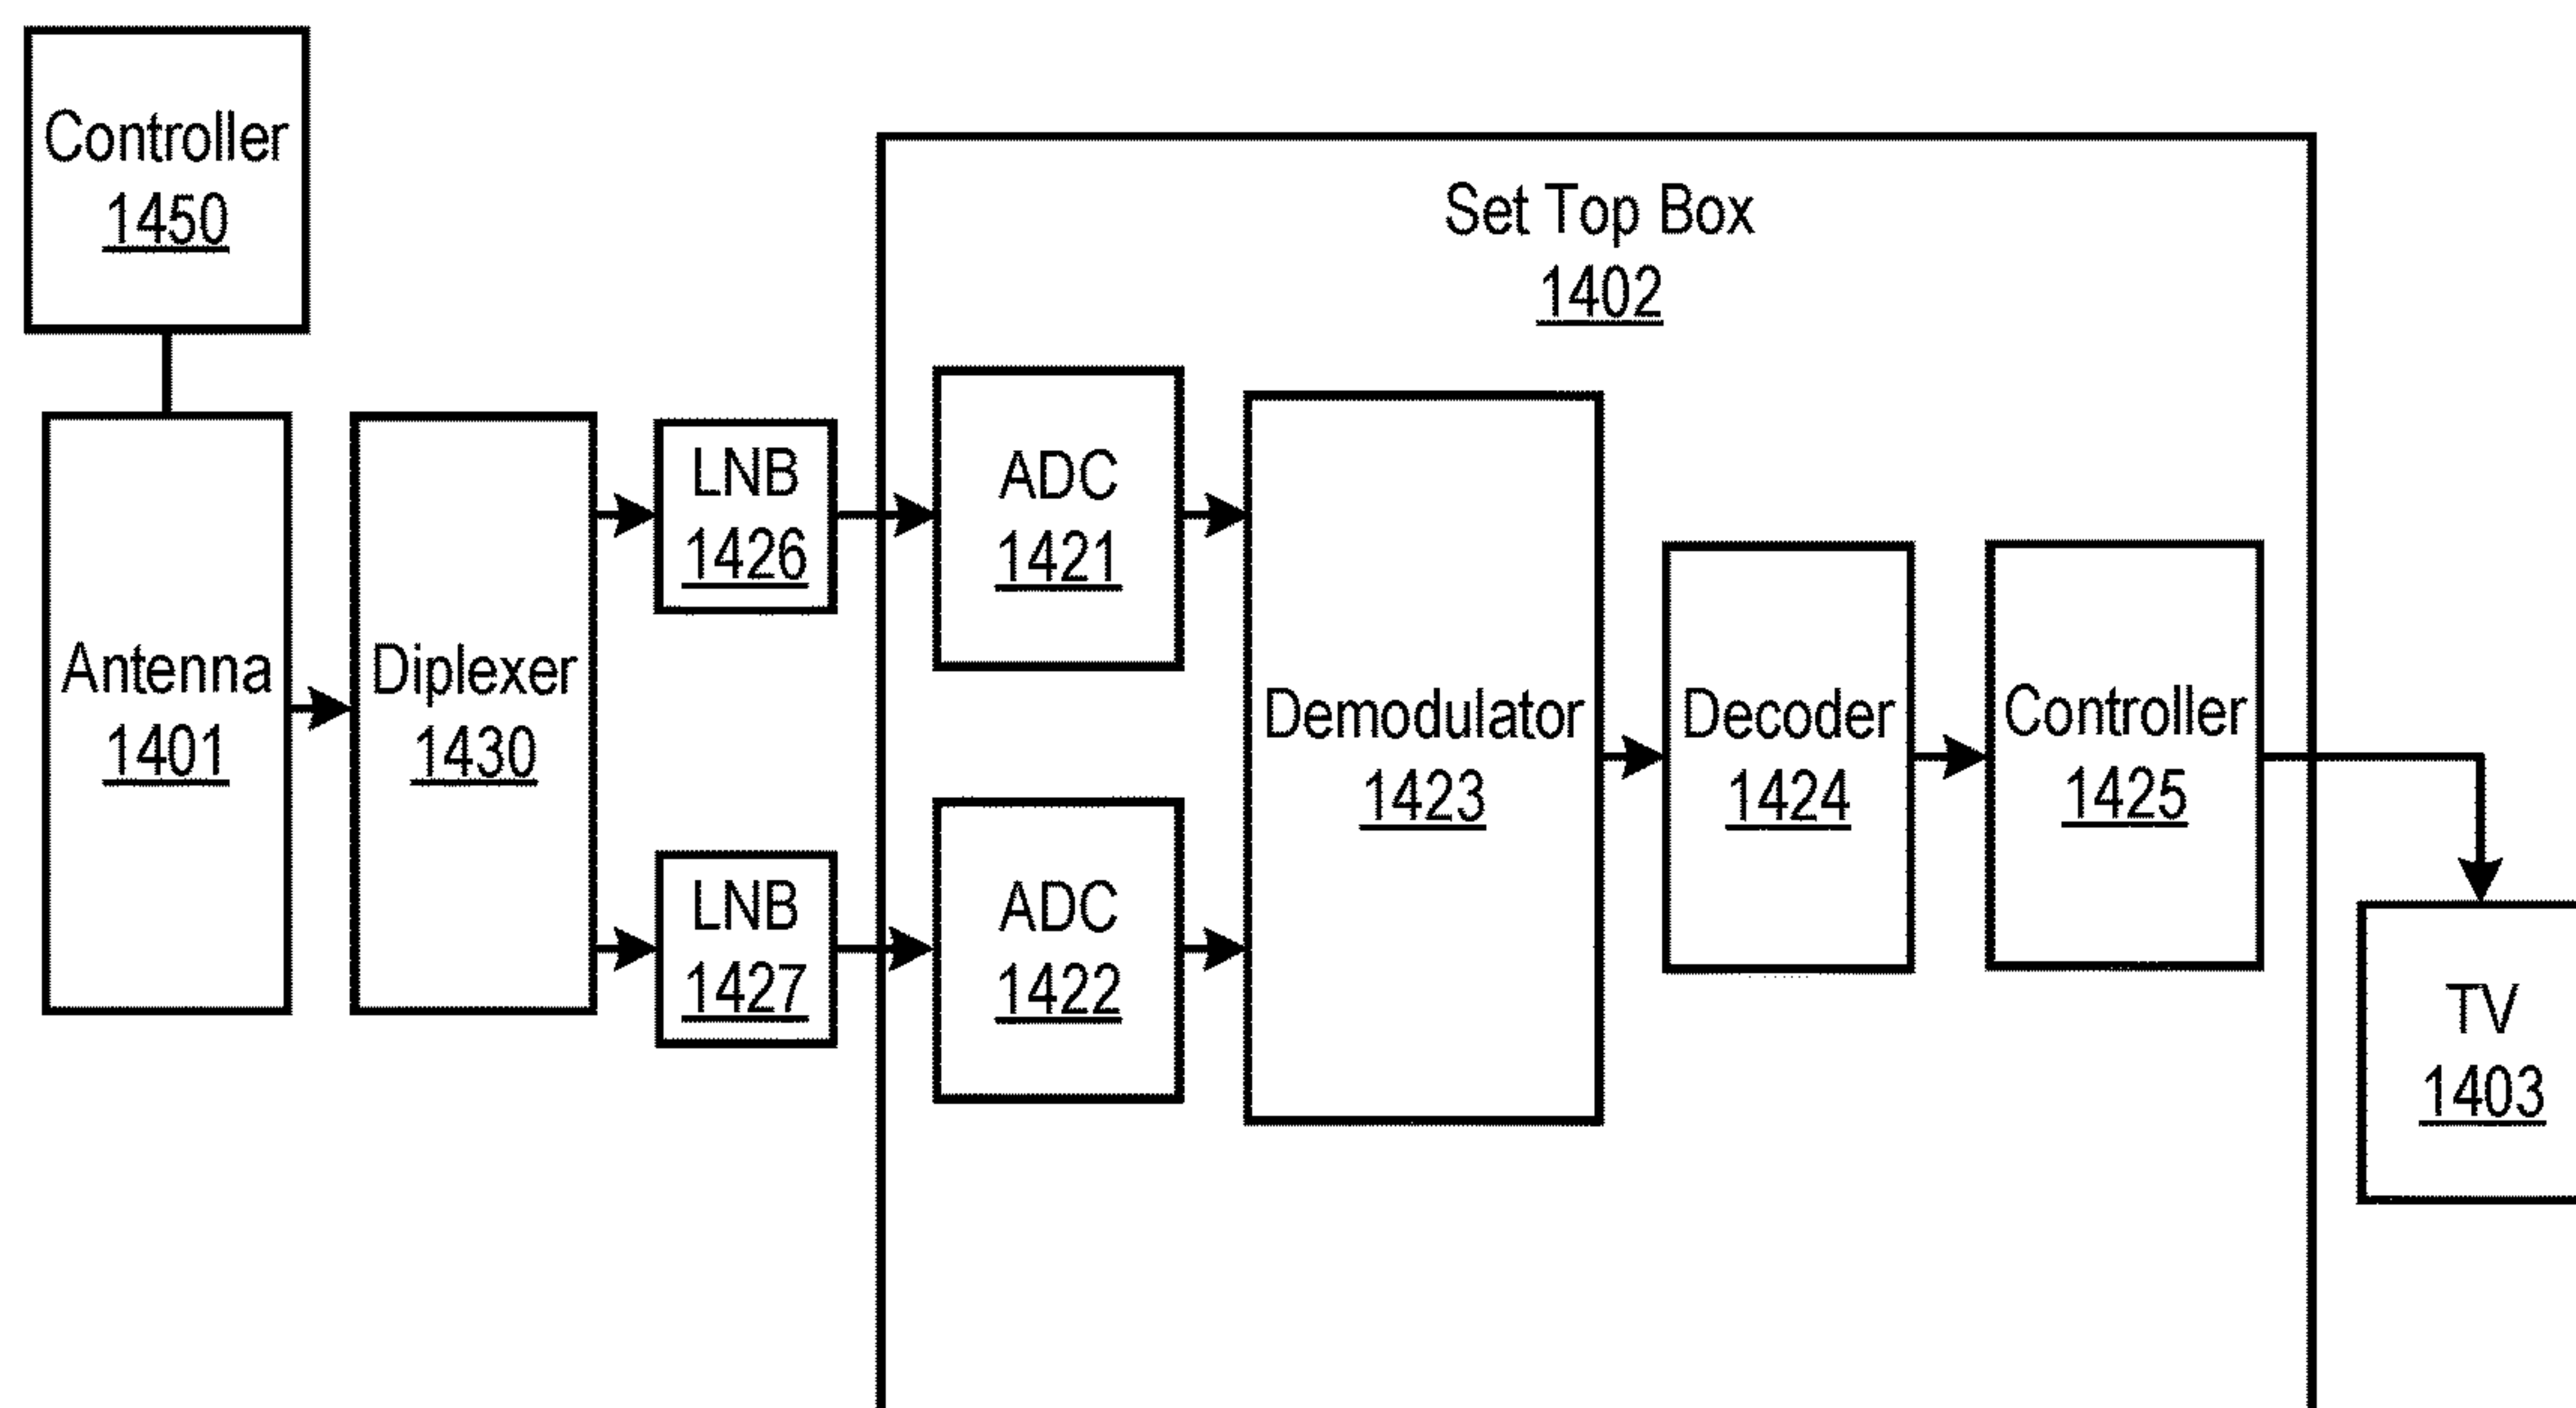 Controller
1450
Set Top Box
1402
Antenna
1401
Diplexer
1430
LNB
1426
LNB
1427
ADC
1421
ADC
1422
Demodulator
1423
Decoder
1424
Controller
1425
TV
1403